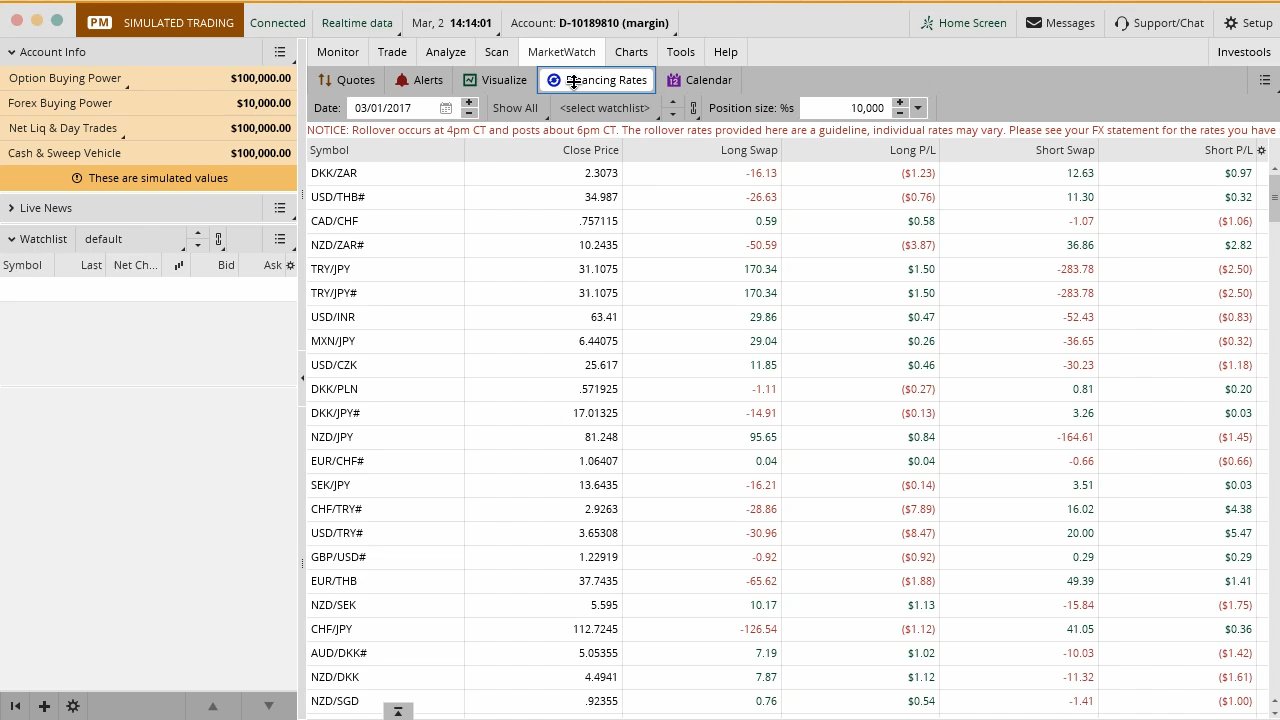 PM SIMULATED TRADING Connected Realtime data Mar, 2 14:14:01 Account: D-10189810 (margin) Home Screen Messages Support/Chat Setup
Account Info
Option Buying Power $100,000.00
Forex Buying Power $10,000.00
Net Liq & Day Trades $100,000.00
Cash & Sweep Vehicle $100,000.00
These are simulated values
Live News
Watchlist default
Symbol Last Net Ch... Bid Ask
Monitor Trade Analyze Scan MarketWatch Charts Tools Help Investools
Quotes Alerts Visualize Rates 12 Calendar
Date: 03/01/2017 Show All <select watchlist> Position size: %s 10,000
NOTICE: Rollover occurs at 4pm CT and posts about 6pm CT. The rollover rates provided here are a guideline, individual rates may vary. Please see your FX statement for the rates you have
Symbol Close Price Long Swap Long P/L Short Swap Short P/L
DKK/ZAR 2.3073 -16.13 ($1.23) 12.63 $0.97
USD/THB# 34.987 -26.63 ($0.76) 11.30 $0.32
CAD/CHF .757115 0.59 $0.58 -1.07 ($1.06)
NZD/ZAR# 10.2435 -50.59 ($3.87) 36.86 $2.82
TRY/JPY 31.1075 170.34 $1.50 -283.78 ($2.50)
TRY/JPY# 31.1075 170.34 $1.50 -283.78 ($2.50)
USD/INR 63.41 29.86 $0.47 -52.43 ($0.83)
MXN/JPY 6.44075 29.04 $0.26 -36.65 ($0.32)
USD/CZK 25.617 11.85 $0.46 -30.23 ($1.18)
DKK/PLN .571925 -1.11 ($0.27) 0.81 $0.20
DKK/JPY# 17.01325 -14.91 ($0.13) 3.26 $0.03
NZD/JPY 81.248 95.65 $0.84 -164.61 ($1.45)
EUR/CHF# 1.06407 0.04 $0.04 -0.66 ($0.66)
SEK/JPY 13.6435 -16.21 ($0.14) 3.51 $0.03
CHF/TRY# 2.9263 -28.86 ($7.89) 16.02 $4.38
USD/TRY# 3.65308 -30.96 ($8.47) 20.00 $5.47
GBP/USD# 1.22919 -0.92 ($0.92) 0.29 $0.29
EUR/THB 37.7435 -65.62 ($1.88) 49.39 $1.41
NZD/SEK 5.595 10.17 $1.13 -15.84 ($1.75)
CHF/JPY 112.7245 -126.54 ($1.12) 41.05 $0.36
AUD/DKK# 5.05355 7.19 $1.02 -10.03 ($1.42)
NZD/DKK 4.4941 7.87 $1.12 -11.32 ($1.61)
NZD/SGD .92355 0.76 $0.54 -1.41 ($1.00)